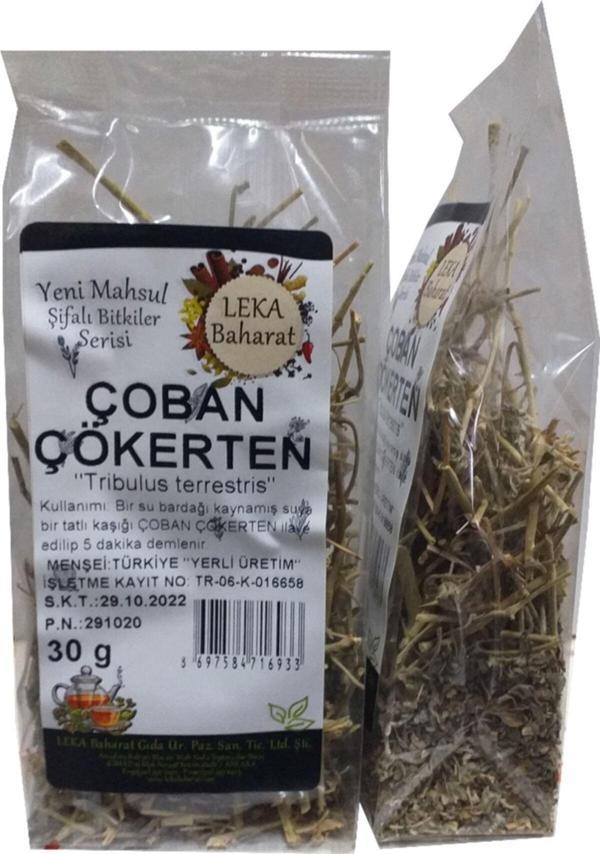 Yeni Mahsul
Şifalı Bitkiler
Serisi
LEKA
Baharat
ÇOBAN
ÇÖKERTEN
"Tribulus terrestris"
Kullanımı: Bir su bardağı kaynamış suya
bir tatlı kaşığı ÇOBAN ÇÖKERTEN ilave
edilip 5 dakika demlenir
MENŞEİ:TÜRKİYE "YERLİ ÜRETİM"
İŞLETME KAYIT NO: TR-06-K-016658
S.K.T.:29.10.2022
P.N.:291020
30 g
8 697584 716933
LEKA Baharat Gıda Ür. Paz. San. Tic. Ltd. Şti.
LEKA
Baharat
ÇOBAN
ÇÖKERTEN